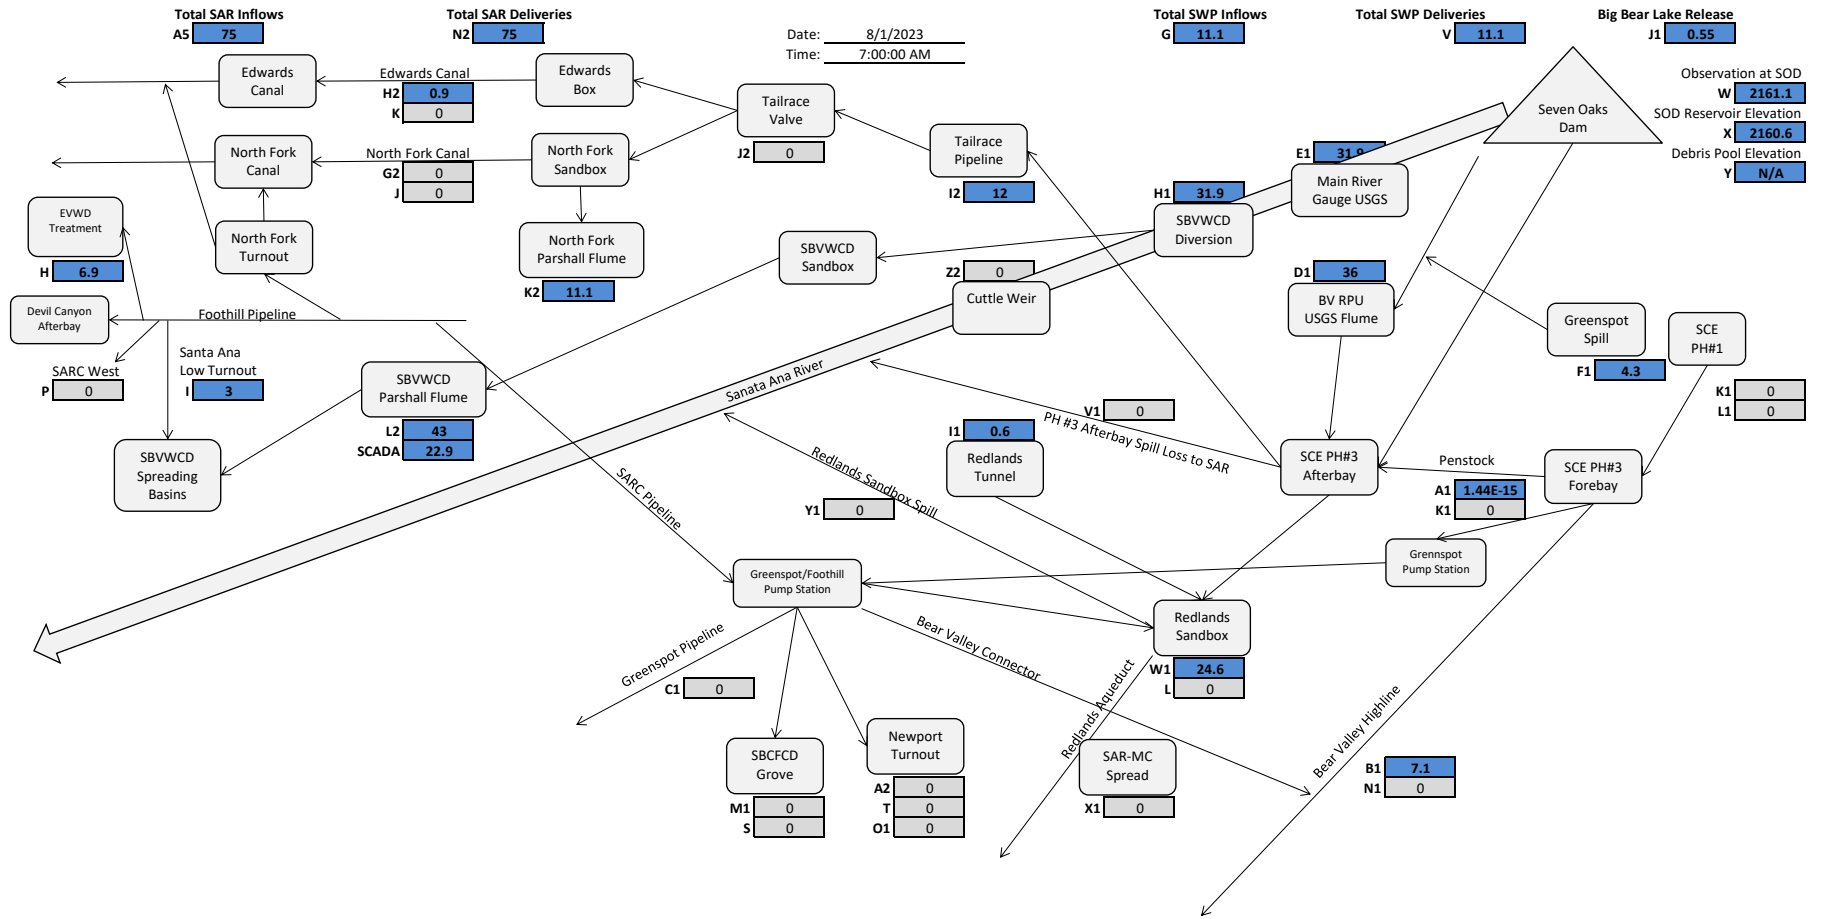 Total SAR Inflows
A5 75
Total SAR Deliveries
N2 75
Date: 8/1/2023
Time: 7:00:00 AM
Total SWP Inflows
G 11.1
Total SWP Deliveries
V 11.1
Big Bear Lake Release
J1 0.55
Edwards
Canal
Edwards Canal
H2 0.9
K 0
Edwards
Box
Tailrace
Valve
J2 0
Tailrace
Pipeline
I2 12
Seven Oaks
Dam
Observation at SOD
W 2161.1
SOD Reservoir Elevation
X 2160.6
Debris Pool Elevation
Y N/A
North Fork
Canal
North Fork Canal
G2 0
J 0
North Fork
Sandbox
E1 31.9
Main River
Gauge USGS
H1 31.9
SBVWCD
Diversion
EVWD
Treatment
H 6.9
North Fork
Turnout
North Fork
Parshall Flume
K2 11.1
SBVWCD
Sandbox
Z2 0
Cuttle Weir
D1 36
BV RPU
USGS Flume
Greenspot
Spill
F1 4.3
SCE
PH#1
K1 0
L1 0
Devil Canyon
Afterbay
Foothill Pipeline
SARC West
P 0
Santa Ana
Low Turnout
I 3
SBVWCD
Parshall Flume
L2 43
SCADA 22.9
Sanata Ana River
V1 0
PH #3 Afterbay Spill Loss to SAR
I1 0.6
Redlands
Tunnel
SCE PH#3
Afterbay
Penstock
A1 1.44E-15
K1 0
SCE PH#3
Forebay
SBVWCD
Spreading
Basins
SARC Pipeline
Redlands Sandbox Spill
Y1 0
Greenspot/Foothill
Pump Station
Grennspot
Pump Station
Redlands
Sandbox
W1 24.6
L 0
Greenspot Pipeline
C1 0
Bear Valley Connector
Redlands Aqueduct
Bear Valley Highline
SBCFCD
Grove
M1 0
S 0
Newport
Turnout
A2 0
T 0
O1 0
SAR-MC
Spread
X1 0
B1 7.1
N1 0